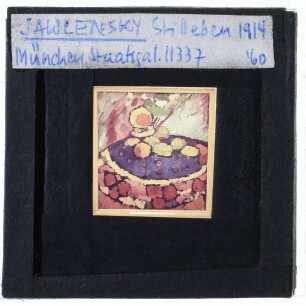 JAWLENSKY Stilleben 1914
München Staatsgal. 11337 '60